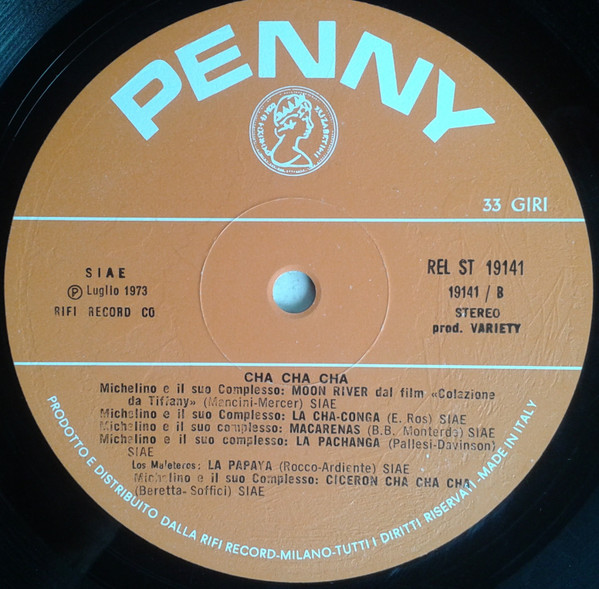 PENNY
33 GIRI
SIAE
Ⓟ Luglio 1973
RIFI RECORD CO
REL ST 19141
19141 / B
STEREO
prod. VARIETY
CHA CHA CHA
Michelino e il suo Complesso: MOON RIVER dal film «Colazione
da Tiffany» (Mancini-Mercer) SIAE
Michelino e il suo complesso: LA CHA-CONGA (E. Ros) SIAE
Michelino e il suo complesso: MACARENAS (B.B. Monterde) SIAE
Michelino e il suo complesso: LA PACHANGA (Pallesi-Davinson)
SIAE
Los Maleteros: LA PAPAYA (Rocco-Ardiente) SIAE
Michelino e il suo Complesso: CICERON CHA CHA CHA
(Beretta-Soffici) SIAE
PRODOTTO E DISTRIBUITO DALLA RIFI RECORD-MILANO-TUTTI I DIRITTI RISERVATI-MADE IN ITALY